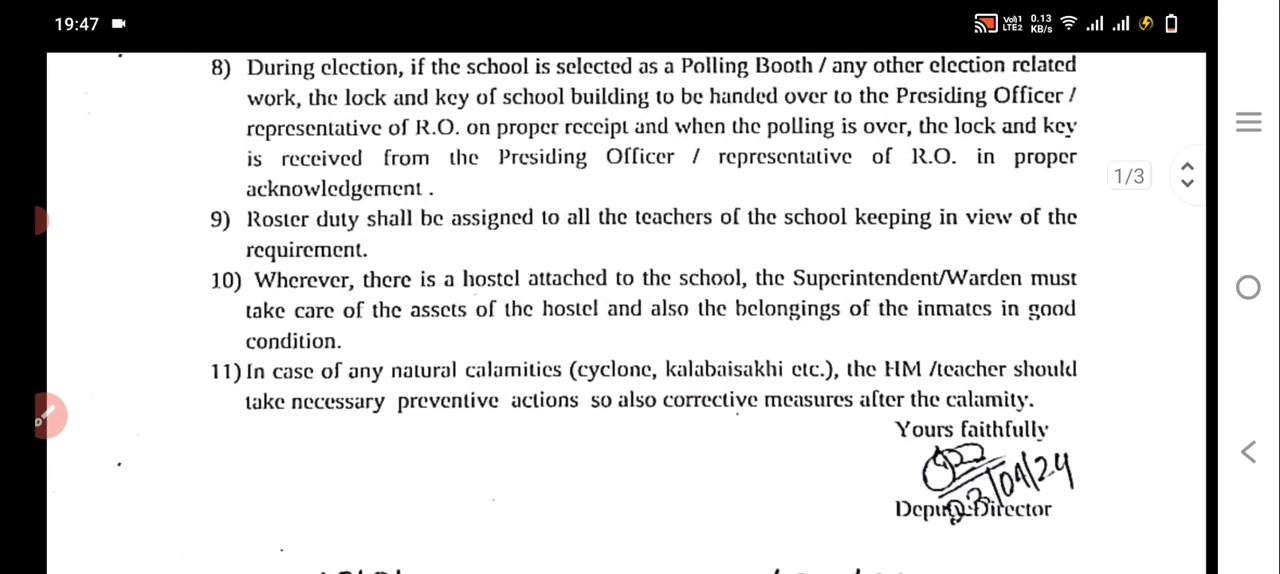 19:47
Vo) 1 LTE2 0.13 KB/s
8) During election, if the school is selected as a Polling Booth / any other election related
work, the lock and key of school building to be handed over to the Presiding Officer /
representative of R.O. on proper receipt and when the polling is over, the lock and key
is received from the Presiding Officer / representative of R.O. in proper
acknowledgement .
1/3
9) Roster duty shall be assigned to all the teachers of the school keeping in view of the
requirement.
10) Wherever, there is a hostel attached to the school, the Superintendent/Warden must
take care of the assets of the hostel and also the belongings of the inmates in good
condition.
11) In case of any natural calamities (cyclone, kalabaisakhi etc.), the HM /teacher should
take necessary preventive actions so also corrective measures after the calamity.
Yours faithfully
23/04/24
Deputy Director